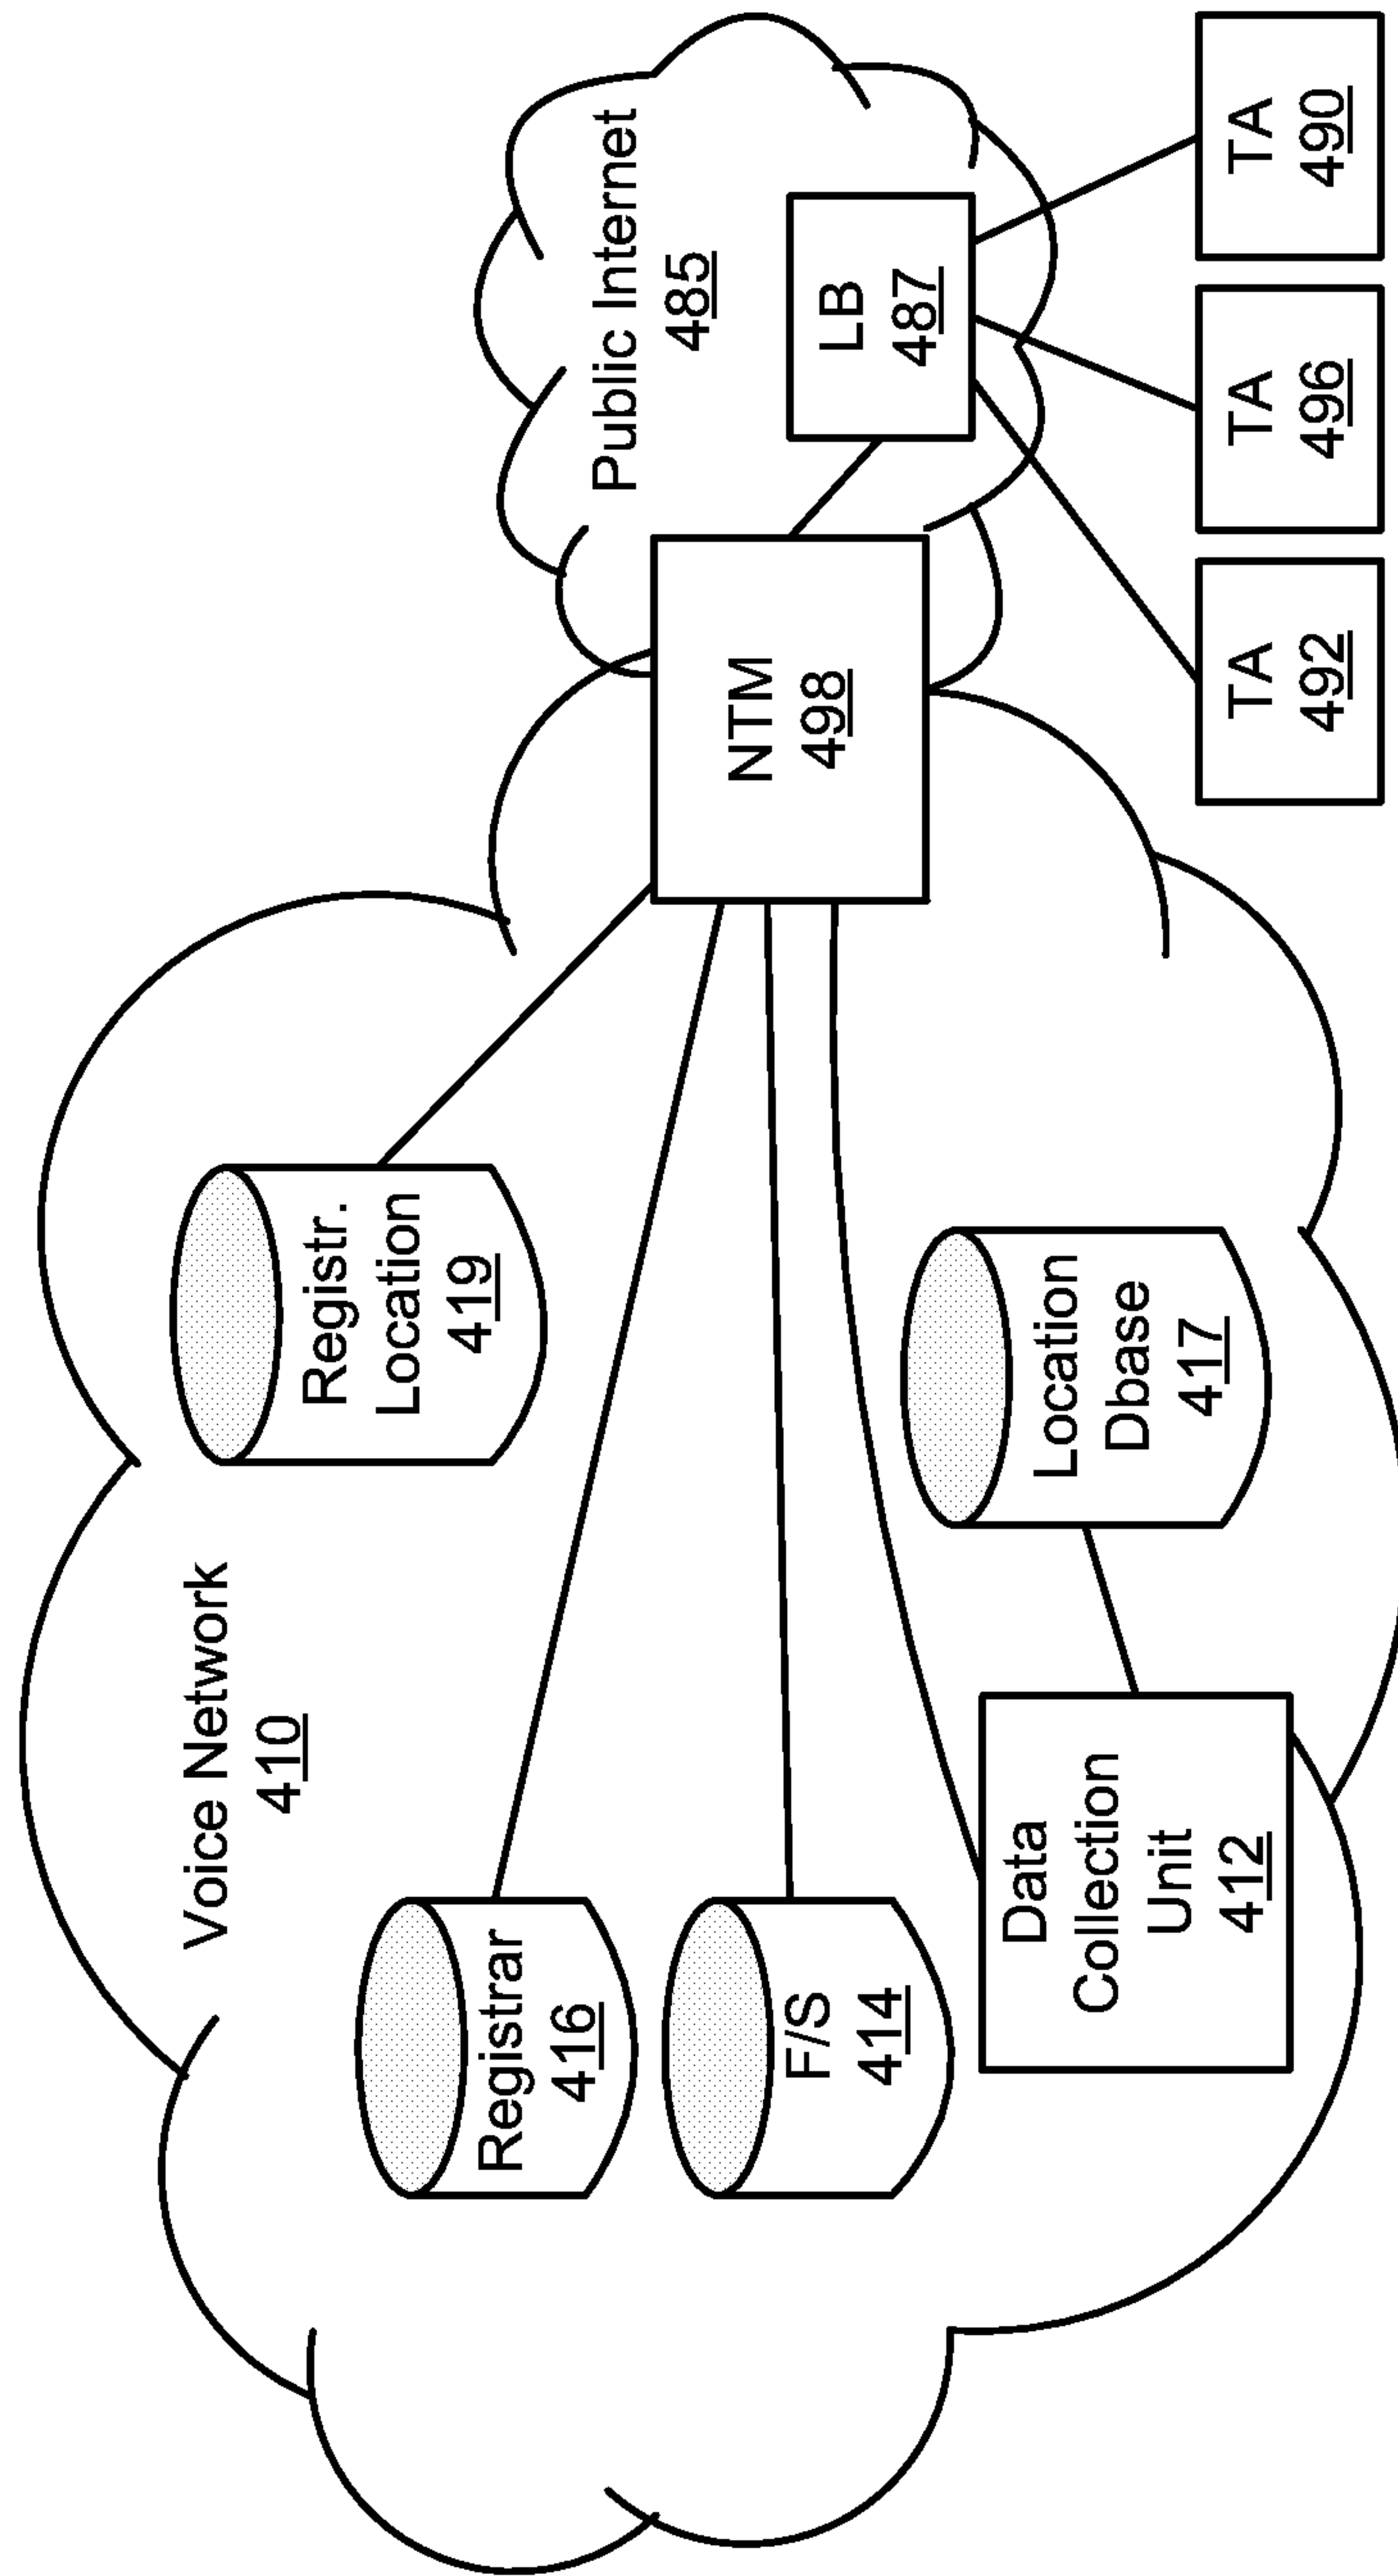 Voice Network
410
Registr.
Location
419
Public Internet
485
Registrar
416
NTM
498
LB
487
F/S
414
Location
Dbase
417
Data
Collection
Unit
412
TA
492
TA
496
TA
490